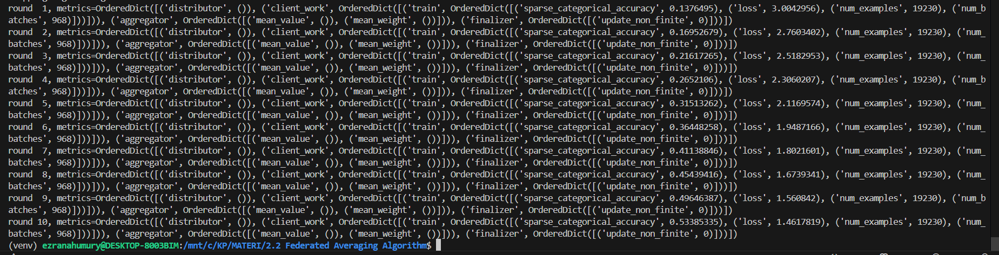 round  1, metrics=OrderedDict([('distributor', ()), ('client_work', OrderedDict([('train', OrderedDict([('sparse_categorical_accuracy', 0.1376495), ('loss', 3.0042956), ('num_examples', 19230), ('num_b
atches', 968)]))])), ('aggregator', OrderedDict([('mean_value', ()), ('mean_weight', ())])), ('finalizer', OrderedDict([('update_non_finite', 0)]))])
round  2, metrics=OrderedDict([('distributor', ()), ('client_work', OrderedDict([('train', OrderedDict([('sparse_categorical_accuracy', 0.16952679), ('loss', 2.7603402), ('num_examples', 19230), ('num_
batches', 968)]))])), ('aggregator', OrderedDict([('mean_value', ()), ('mean_weight', ())])), ('finalizer', OrderedDict([('update_non_finite', 0)]))])
round  3, metrics=OrderedDict([('distributor', ()), ('client_work', OrderedDict([('train', OrderedDict([('sparse_categorical_accuracy', 0.21617265), ('loss', 2.5182953), ('num_examples', 19230), ('num_
batches', 968)]))])), ('aggregator', OrderedDict([('mean_value', ()), ('mean_weight', ())])), ('finalizer', OrderedDict([('update_non_finite', 0)]))])
round  4, metrics=OrderedDict([('distributor', ()), ('client_work', OrderedDict([('train', OrderedDict([('sparse_categorical_accuracy', 0.2652106), ('loss', 2.3060207), ('num_examples', 19230), ('num_b
atches', 968)]))])), ('aggregator', OrderedDict([('mean_value', ()), ('mean_weight', ())])), ('finalizer', OrderedDict([('update_non_finite', 0)]))])
round  5, metrics=OrderedDict([('distributor', ()), ('client_work', OrderedDict([('train', OrderedDict([('sparse_categorical_accuracy', 0.31513262), ('loss', 2.1169574), ('num_examples', 19230), ('num_
batches', 968)]))])), ('aggregator', OrderedDict([('mean_value', ()), ('mean_weight', ())])), ('finalizer', OrderedDict([('update_non_finite', 0)]))])
round  6, metrics=OrderedDict([('distributor', ()), ('client_work', OrderedDict([('train', OrderedDict([('sparse_categorical_accuracy', 0.36448258), ('loss', 1.9487166), ('num_examples', 19230), ('num_
batches', 968)]))])), ('aggregator', OrderedDict([('mean_value', ()), ('mean_weight', ())])), ('finalizer', OrderedDict([('update_non_finite', 0)]))])
round  7, metrics=OrderedDict([('distributor', ()), ('client_work', OrderedDict([('train', OrderedDict([('sparse_categorical_accuracy', 0.41138846), ('loss', 1.8021601), ('num_examples', 19230), ('num_
batches', 968)]))])), ('aggregator', OrderedDict([('mean_value', ()), ('mean_weight', ())])), ('finalizer', OrderedDict([('update_non_finite', 0)]))])
round  8, metrics=OrderedDict([('distributor', ()), ('client_work', OrderedDict([('train', OrderedDict([('sparse_categorical_accuracy', 0.45439416), ('loss', 1.6739341), ('num_examples', 19230), ('num_
batches', 968)]))])), ('aggregator', OrderedDict([('mean_value', ()), ('mean_weight', ())])), ('finalizer', OrderedDict([('update_non_finite', 0)]))])
round  9, metrics=OrderedDict([('distributor', ()), ('client_work', OrderedDict([('train', OrderedDict([('sparse_categorical_accuracy', 0.49646387), ('loss', 1.560842), ('num_examples', 19230), ('num_b
atches', 968)]))])), ('aggregator', OrderedDict([('mean_value', ()), ('mean_weight', ())])), ('finalizer', OrderedDict([('update_non_finite', 0)]))])
round 10, metrics=OrderedDict([('distributor', ()), ('client_work', OrderedDict([('train', OrderedDict([('sparse_categorical_accuracy', 0.53385335), ('loss', 1.4617819), ('num_examples', 19230), ('num_
batches', 968)]))])), ('aggregator', OrderedDict([('mean_value', ()), ('mean_weight', ())])), ('finalizer', OrderedDict([('update_non_finite', 0)]))])
(venv) ezranahumury@DESKTOP-8003BIM:/mnt/c/KP/MATERI/2.2 Federated Averaging Algorithm$